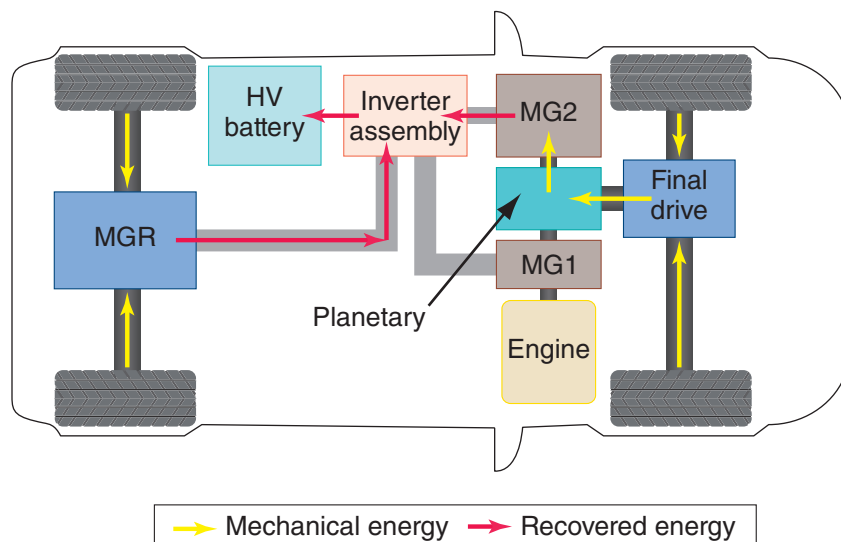 HV
battery
Inverter
assembly
MG2
Final
drive
MGR
MG1
Planetary
Engine
Mechanical energy
Recovered energy